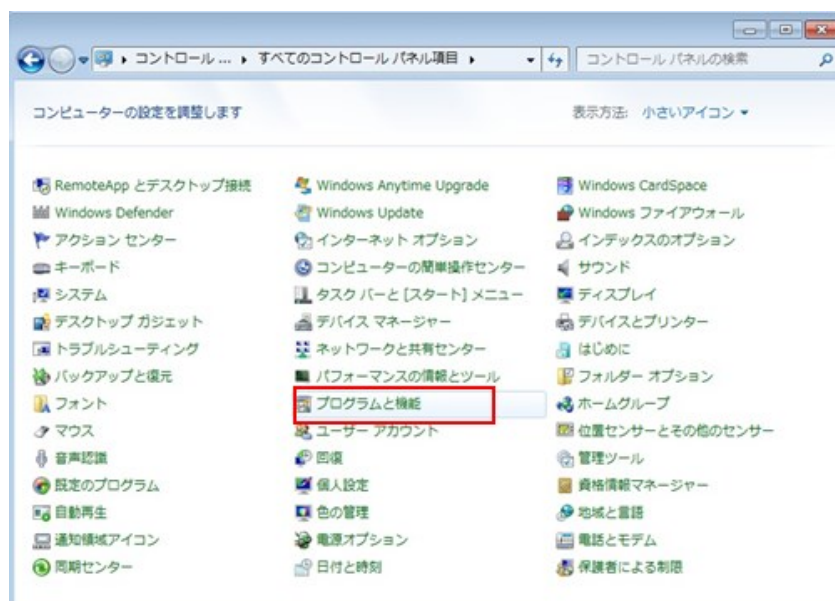 コントロール ... ▸ すべてのコントロール パネル項目 ▸ コントロール パネルの検索
コンピューターの設定を調整します 表示方法: 小さいアイコン
RemoteApp とデスクトップ接続 Windows Anytime Upgrade Windows CardSpace
Windows Defender Windows Update Windows ファイアウォール
アクション センター インターネット オプション インデックスのオプション
キーボード コンピューターの簡単操作センター サウンド
システム タスク バーと [スタート] メニュー ディスプレイ
デスクトップ ガジェット デバイス マネージャー デバイスとプリンター
トラブルシューティング ネットワークと共有センター はじめに
バックアップと復元 パフォーマンスの情報とツール フォルダー オプション
フォント プログラムと機能 ホームグループ
マウス ユーザー アカウント 位置センサーとその他のセンサー
音声認識 回復 管理ツール
既定のプログラム 個人設定 資格情報マネージャー
自動再生 色の管理 地域と言語
通知領域アイコン 電源オプション 電話とモデム
同期センター 日付と時刻 保護者による制限